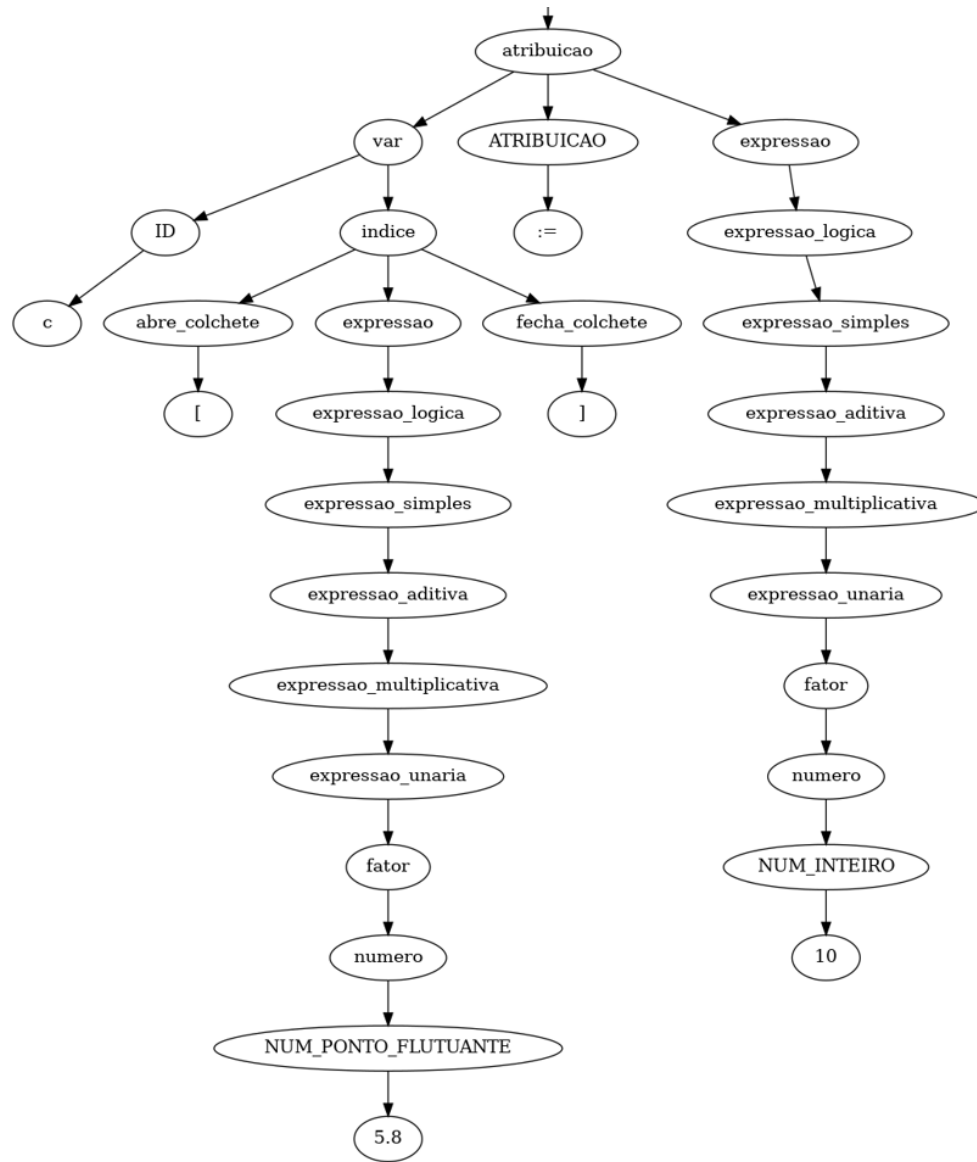 atribuicao
var
ATRIBUICAO
expressao
ID
indice
:=
expressao_logica
c
abre_colchete
expressao
fecha_colchete
expressao_simples
[
expressao_logica
]
expressao_aditiva
expressao_simples
expressao_multiplicativa
expressao_aditiva
expressao_unaria
expressao_multiplicativa
fator
expressao_unaria
numero
fator
NUM_INTEIRO
numero
10
NUM_PONTO_FLUTUANTE
5.8